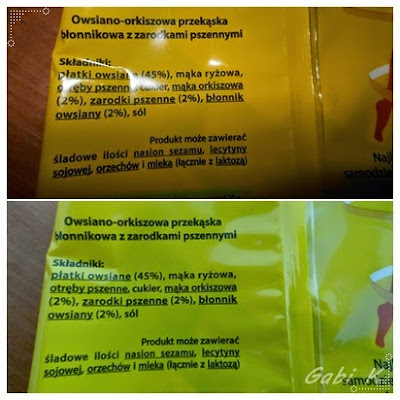 Owsiano-orkiszowa przekąska
błonnikowa z zarodkami pszennymi
Składniki:
płatki owsiane (45%), mąka ryżowa,
otręby pszenne, cukier, mąka orkiszowa
(2%), zarodki pszenne (2%), błonnik
owsiany (2%), sól
Produkt może zawierać
śladowe ilości nasion sezamu, lecytyny
sojowej, orzechów i mleka (łącznie z laktozą)
Owsiano-orkiszowa przekąska
błonnikowa z zarodkami pszennymi
Składniki:
płatki owsiane (45%), mąka ryżowa,
otręby pszenne, cukier, mąka orkiszowa
(2%), zarodki pszenne (2%), błonnik
owsiany (2%), sól
Produkt może zawierać
śladowe ilości nasion sezamu, lecytyny
sojowej, orzechów i mleka (łącznie z laktozą)
Gabi K